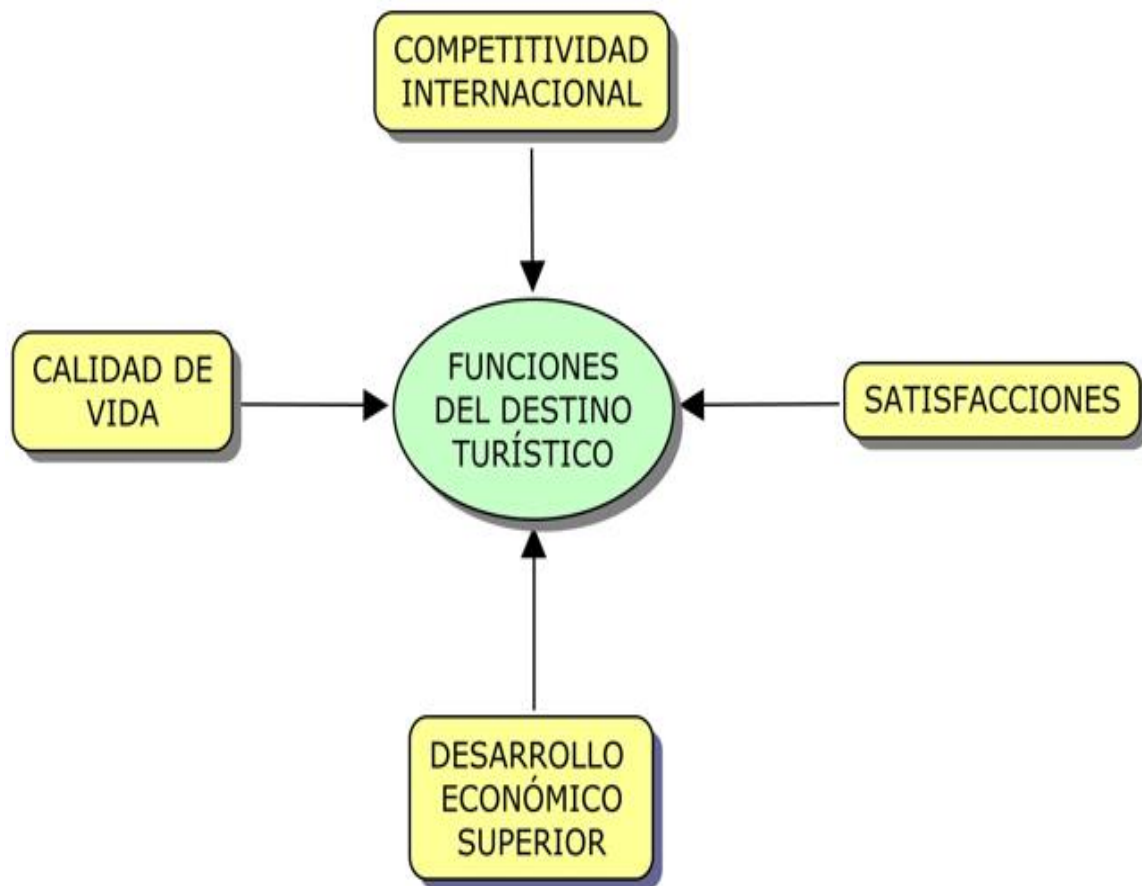 COMPETITIVIDAD
INTERNACIONAL
CALIDAD DE
VIDA
FUNCIONES
DEL DESTINO
TURÍSTICO
SATISFACCIONES
DESARROLLO
ECONÓMICO
SUPERIOR